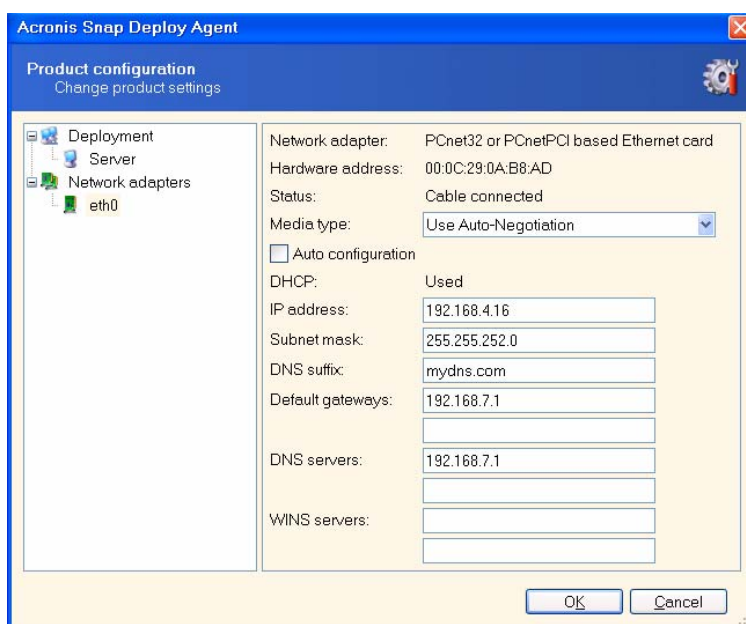 Acronis Snap Deploy Agent
Product configuration
Change product settings
Deployment
Server
Network adapters
eth0
Network adapter: PCnet32 or PCnetPCI based Ethernet card
Hardware address: 00:0C:29:0A:B8:AD
Status: Cable connected
Media type: Use Auto-Negotiation
Auto configuration
DHCP: Used
IP address: 192.168.4.16
Subnet mask: 255.255.252.0
DNS suffix: mydns.com
Default gateways: 192.168.7.1
DNS servers: 192.168.7.1
WINS servers:
OK Cancel